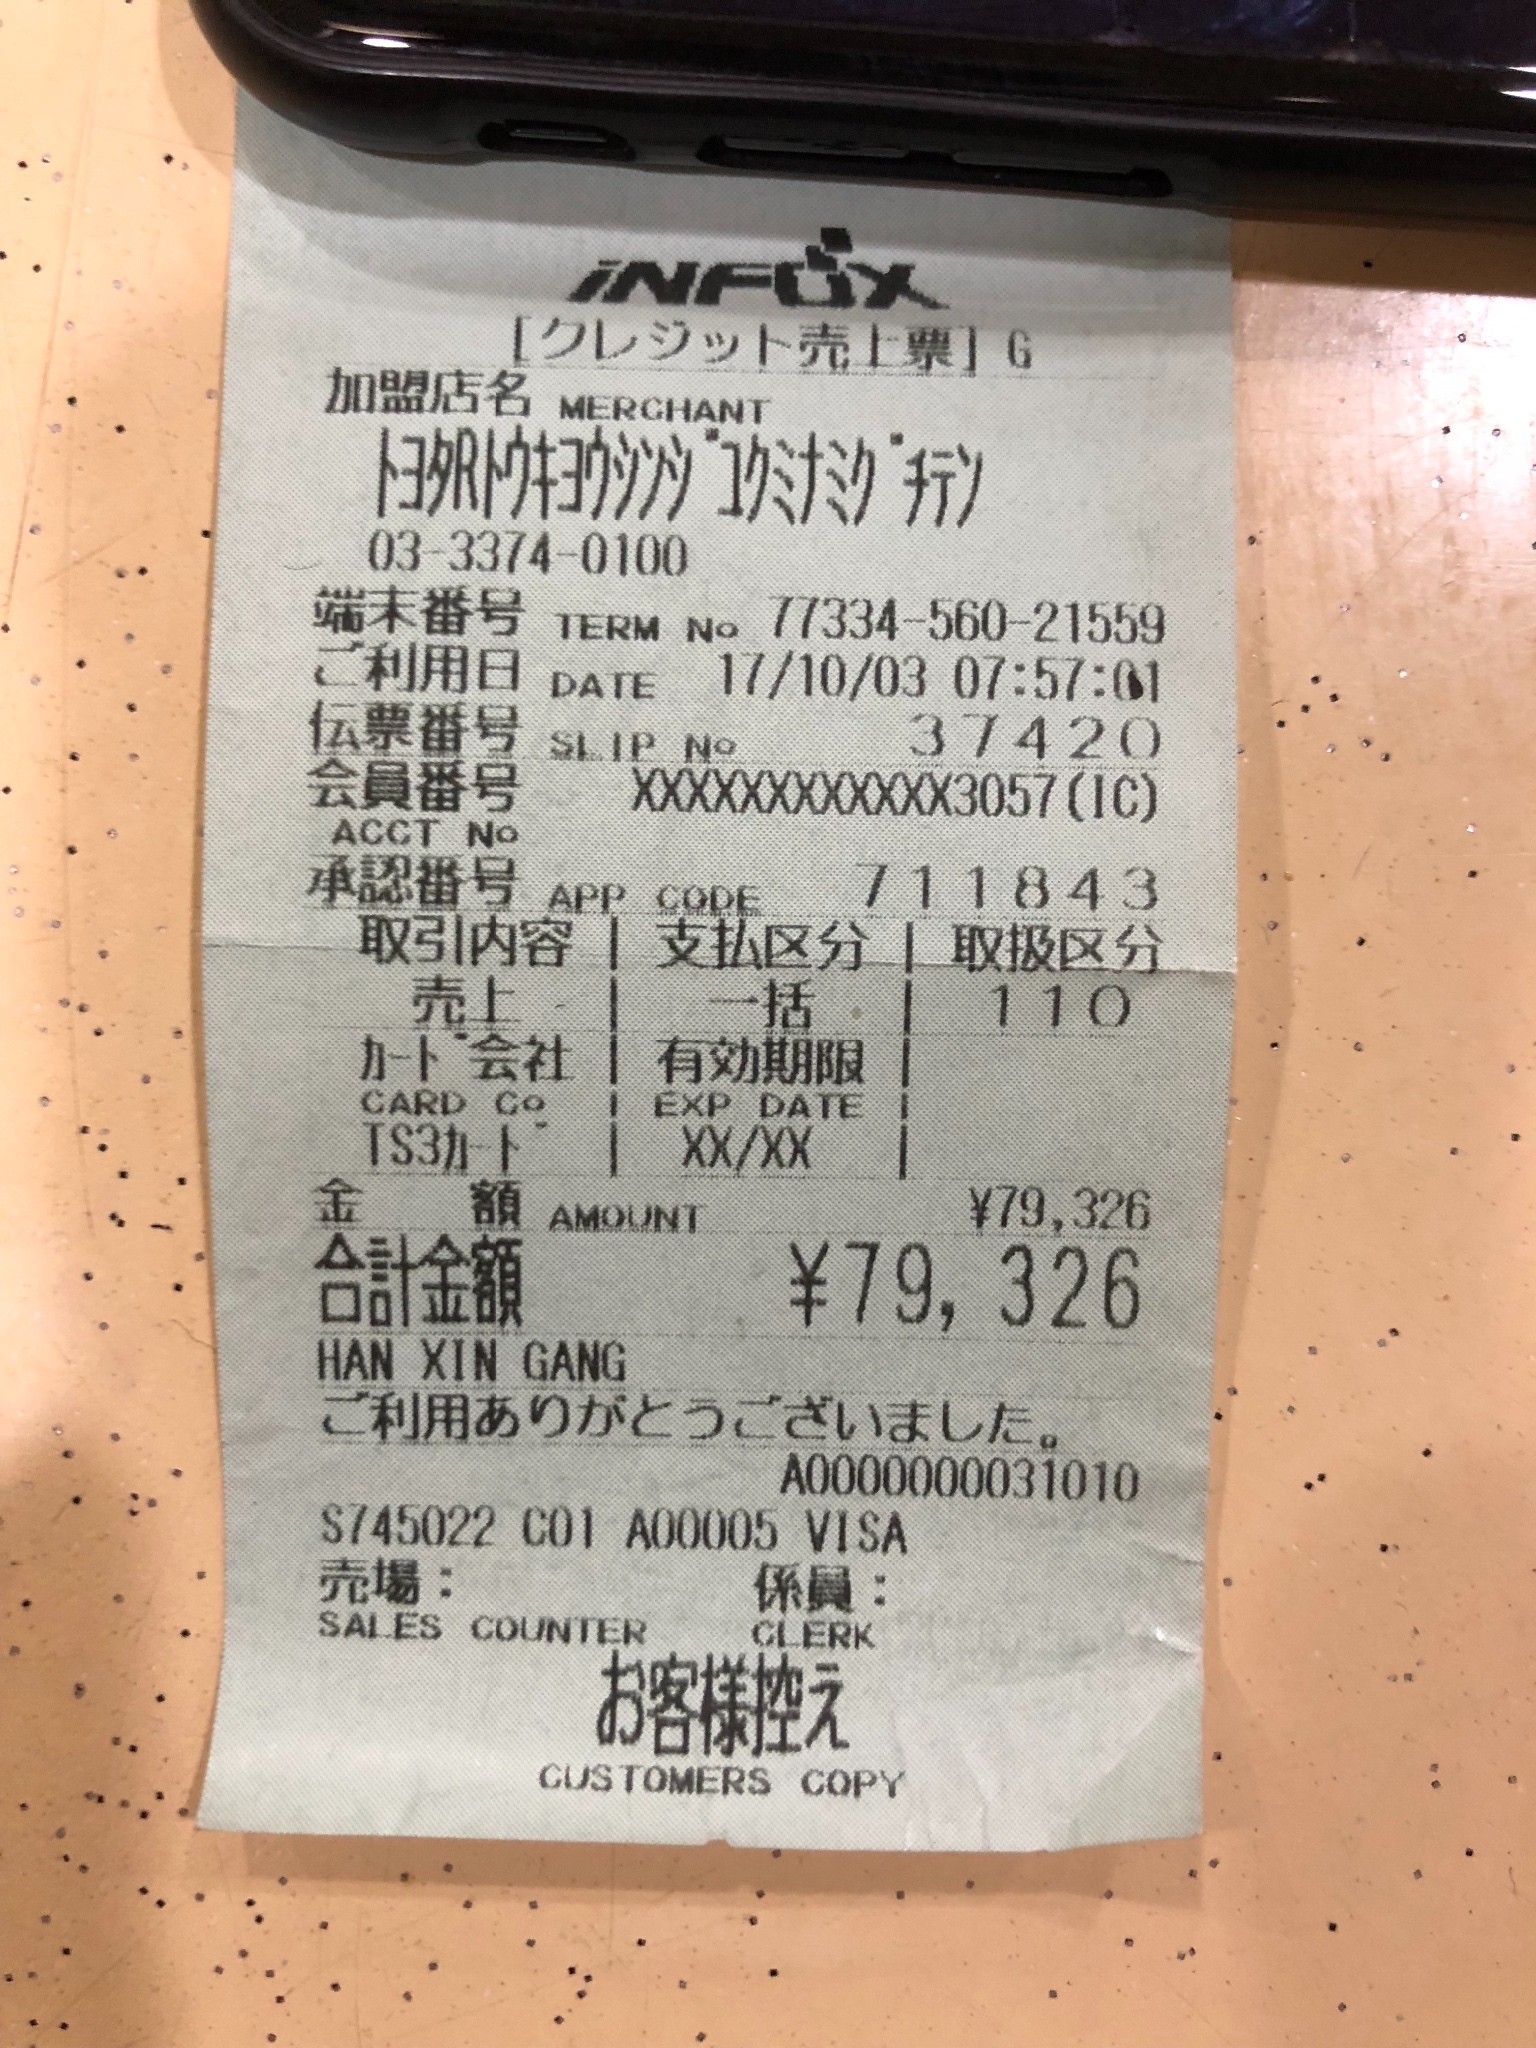 INFOX
[クレジット売上票] G
加盟店名 MERCHANT
ﾄﾖﾀRﾄｳｷﾖｳｼﾝｼﾞﾕｸﾐﾅﾐｸﾞﾁﾃﾝ
03-3374-0100
端末番号 TERM No 77334-560-21559
ご利用日 DATE 17/10/03 07:57:01
伝票番号 SLIP No 37420
会員番号 XXXXXXXXXXXX3057(IC)
ACCT No
承認番号 APP CODE 711843
取引内容 | 支払区分 | 取扱区分
売上 | 一括 | 110
ｶｰﾄﾞ会社 | 有効期限 |
CARD Co | EXP DATE |
TS3ｶｰﾄﾞ | XX/XX |
金 額 AMOUNT ¥79,326
合計金額 ¥79,326
HAN XIN GANG
ご利用ありがとうございました。
A0000000031010
S745022 C01 A00005 VISA
売場： 係員：
SALES COUNTER CLERK
お客様控え
CUSTOMERS COPY